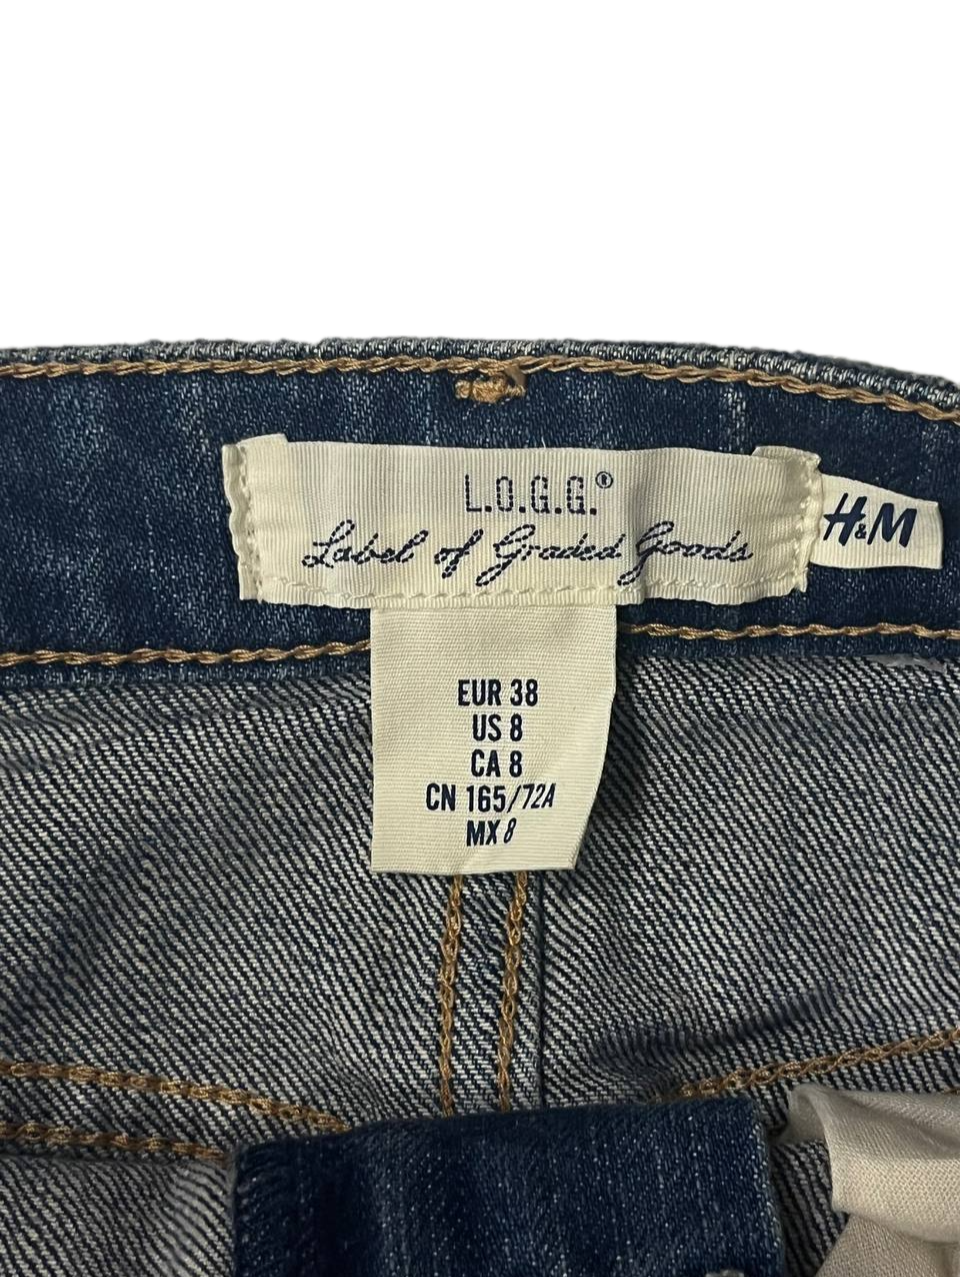 L.O.G.G.®
Label of Graded Goods
H&M
EUR 38
US 8
CA 8
CN 165/72A
MX 8